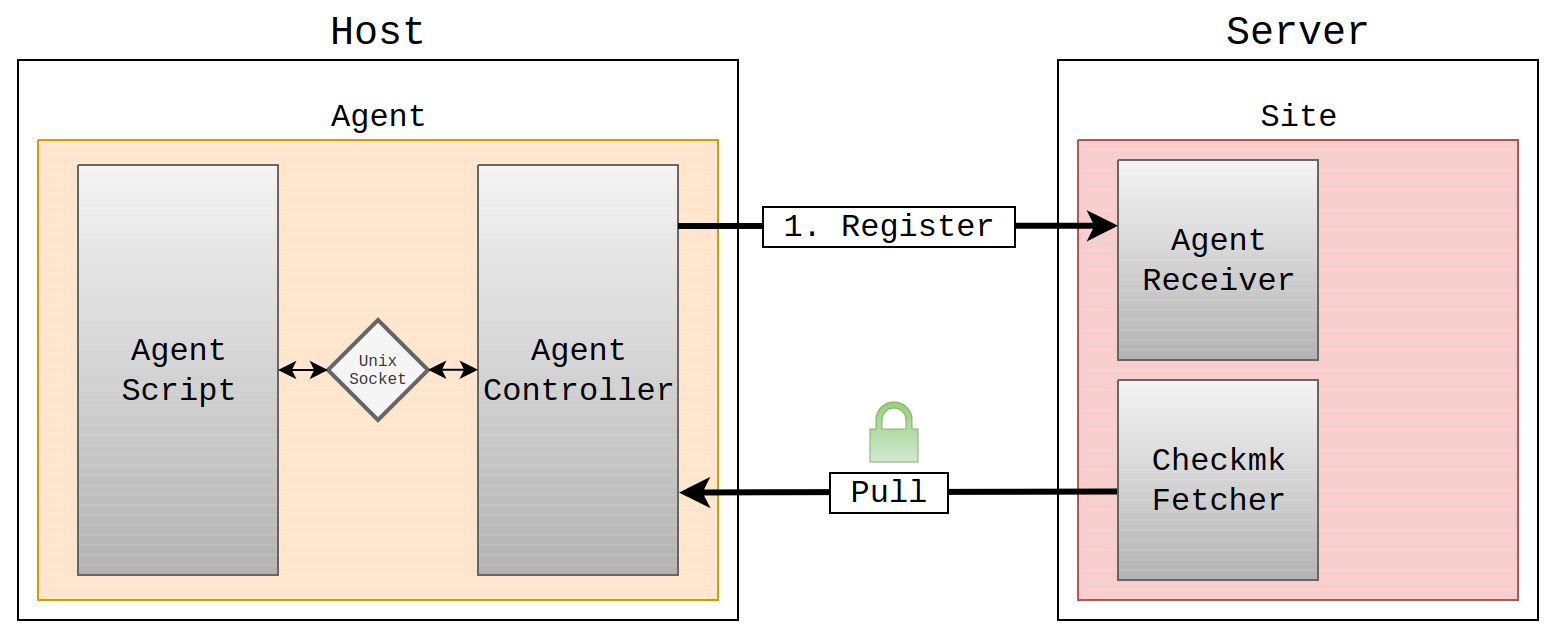 Host
Server
Agent
Site
1. Register
Agent
Receiver
Agent
Script
Unix
Socket
Agent
Controller
Pull
Checkmk
Fetcher